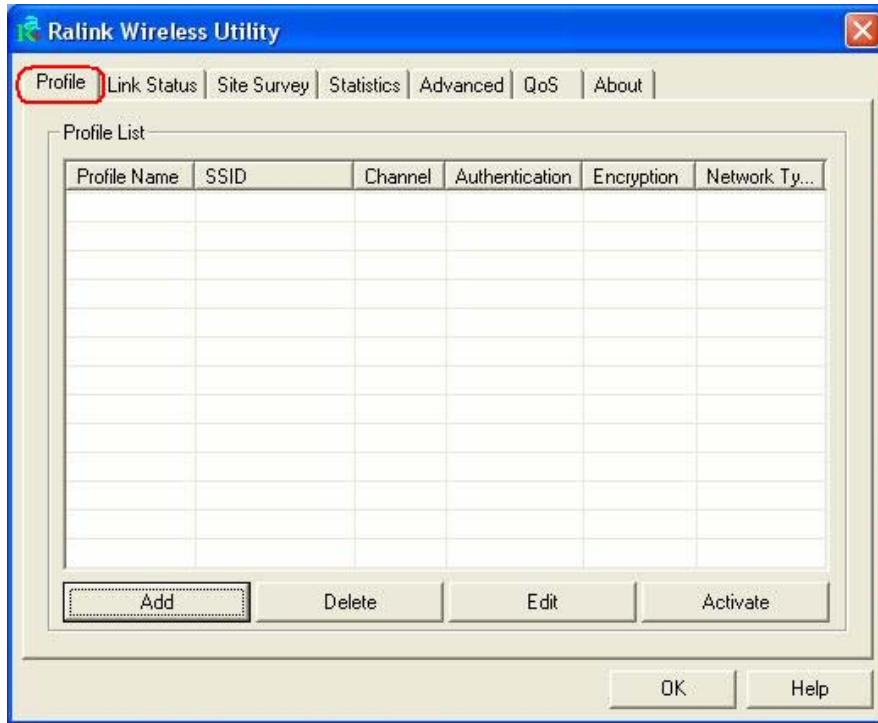 Ralink Wireless Utility
Profile Link Status Site Survey Statistics Advanced QoS About
Profile List
Profile Name SSID Channel Authentication Encryption Network Ty...
Add Delete Edit Activate
OK Help